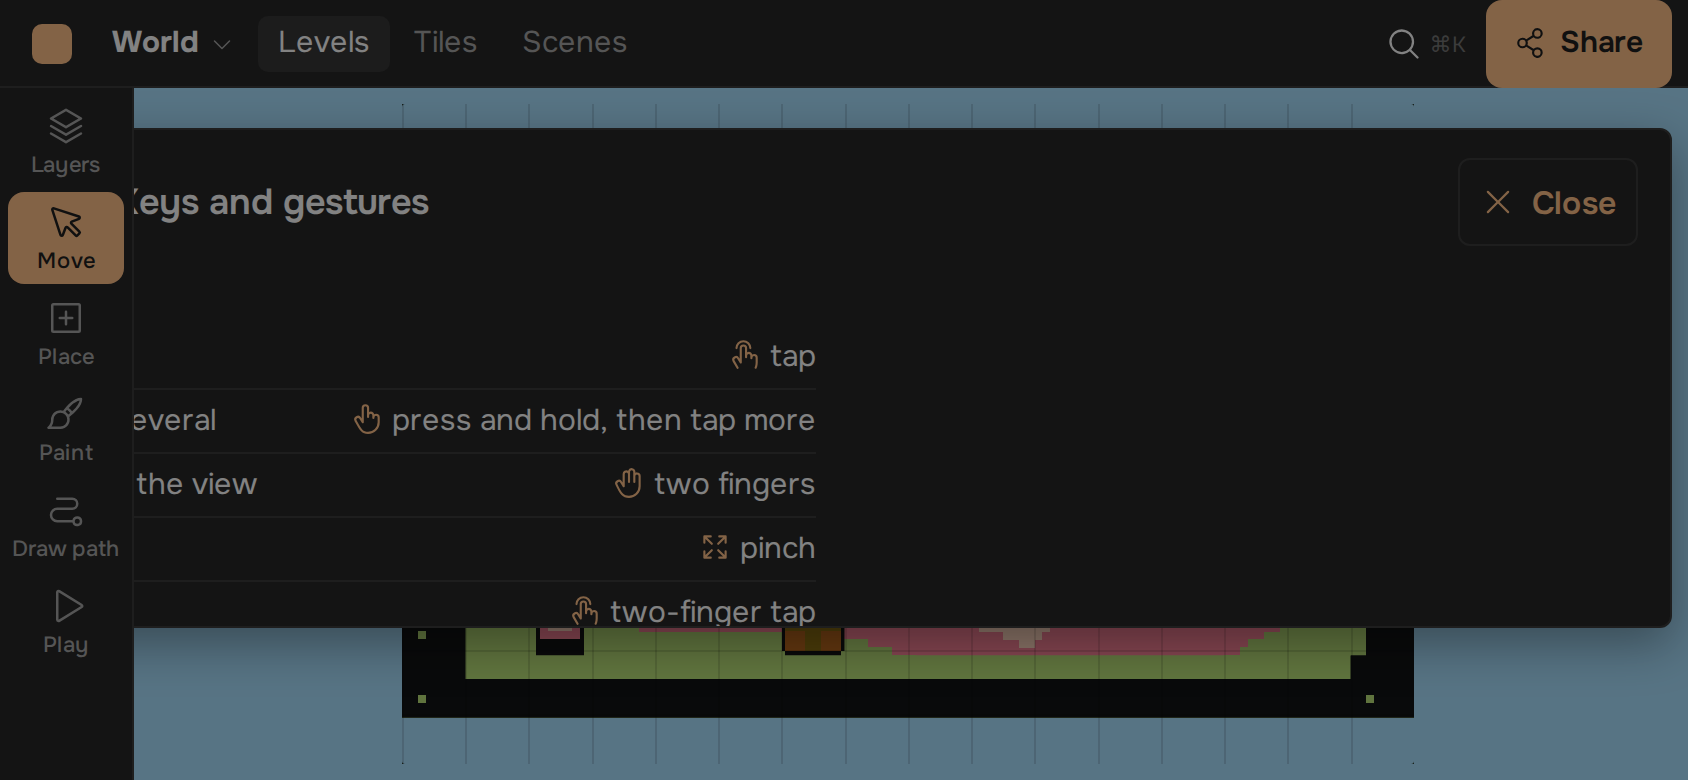 World Levels Tiles Scenes ⌘K Share
Layers
Keys and gestures
Close
Move
Place
tap
everal press and hold, then tap more
Paint
the view two fingers
Draw path
pinch
two-finger tap
Play